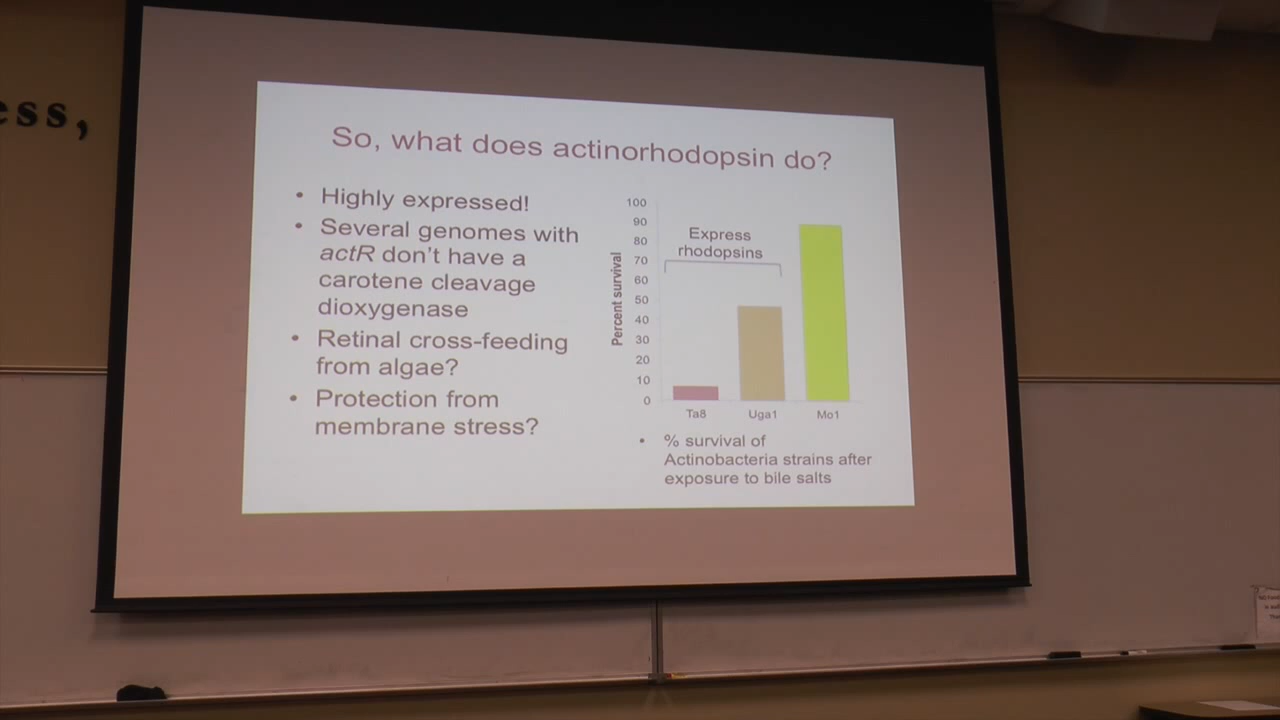 ess,
So, what does actinorhodopsin do?
• Highly expressed!
• Several genomes with
actR don't have a
carotene cleavage
dioxygenase
• Retinal cross-feeding
from algae?
• Protection from
membrane stress?
Percent survival
100
90
80
70
60
50
40
30
20
10
0
Express
rhodopsins
Ta8 Uga1 Mo1
• % survival of
Actinobacteria strains after
exposure to bile salts